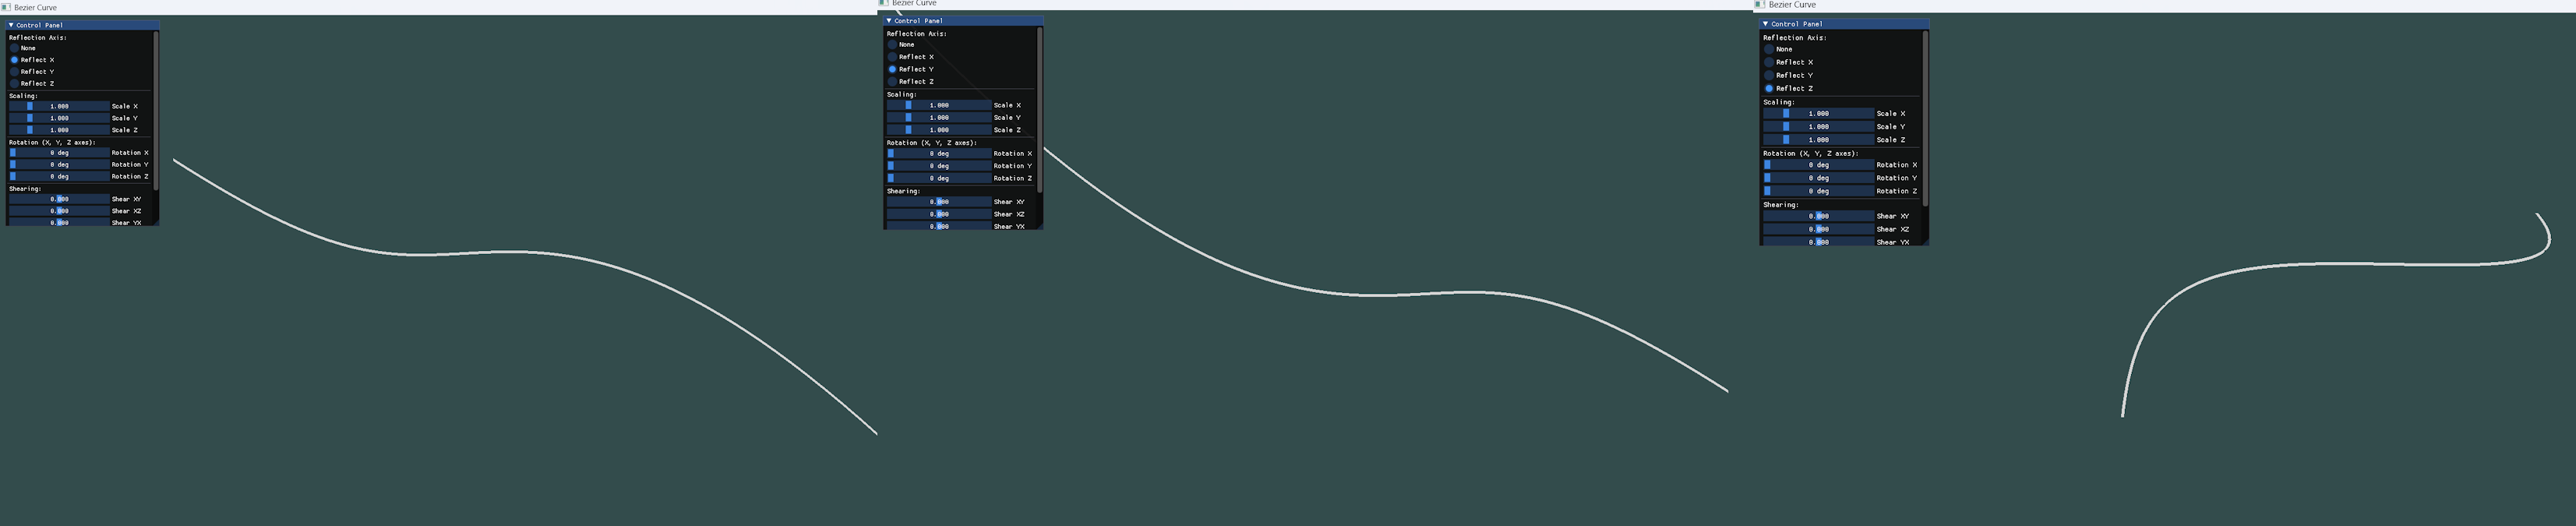 Bezier Curve
▼ Control Panel
Reflection Axis:
None
Reflect X
Reflect Y
Reflect Z
Scaling:
1.000 Scale X
1.000 Scale Y
1.000 Scale Z
Rotation (X, Y, Z axes):
0 deg Rotation X
0 deg Rotation Y
0 deg Rotation Z
Shearing:
0.000 Shear XY
0.000 Shear XZ
0.000 Shear YX
Bezier Curve
▼ Control Panel
Reflection Axis:
None
Reflect X
Reflect Y
Reflect Z
Scaling:
1.000 Scale X
1.000 Scale Y
1.000 Scale Z
Rotation (X, Y, Z axes):
0 deg Rotation X
0 deg Rotation Y
0 deg Rotation Z
Shearing:
0.000 Shear XY
0.000 Shear XZ
0.000 Shear YX
Bezier Curve
▼ Control Panel
Reflection Axis:
None
Reflect X
Reflect Y
Reflect Z
Scaling:
1.000 Scale X
1.000 Scale Y
1.000 Scale Z
Rotation (X, Y, Z axes):
0 deg Rotation X
0 deg Rotation Y
0 deg Rotation Z
Shearing:
0.000 Shear XY
0.000 Shear XZ
0.000 Shear YX